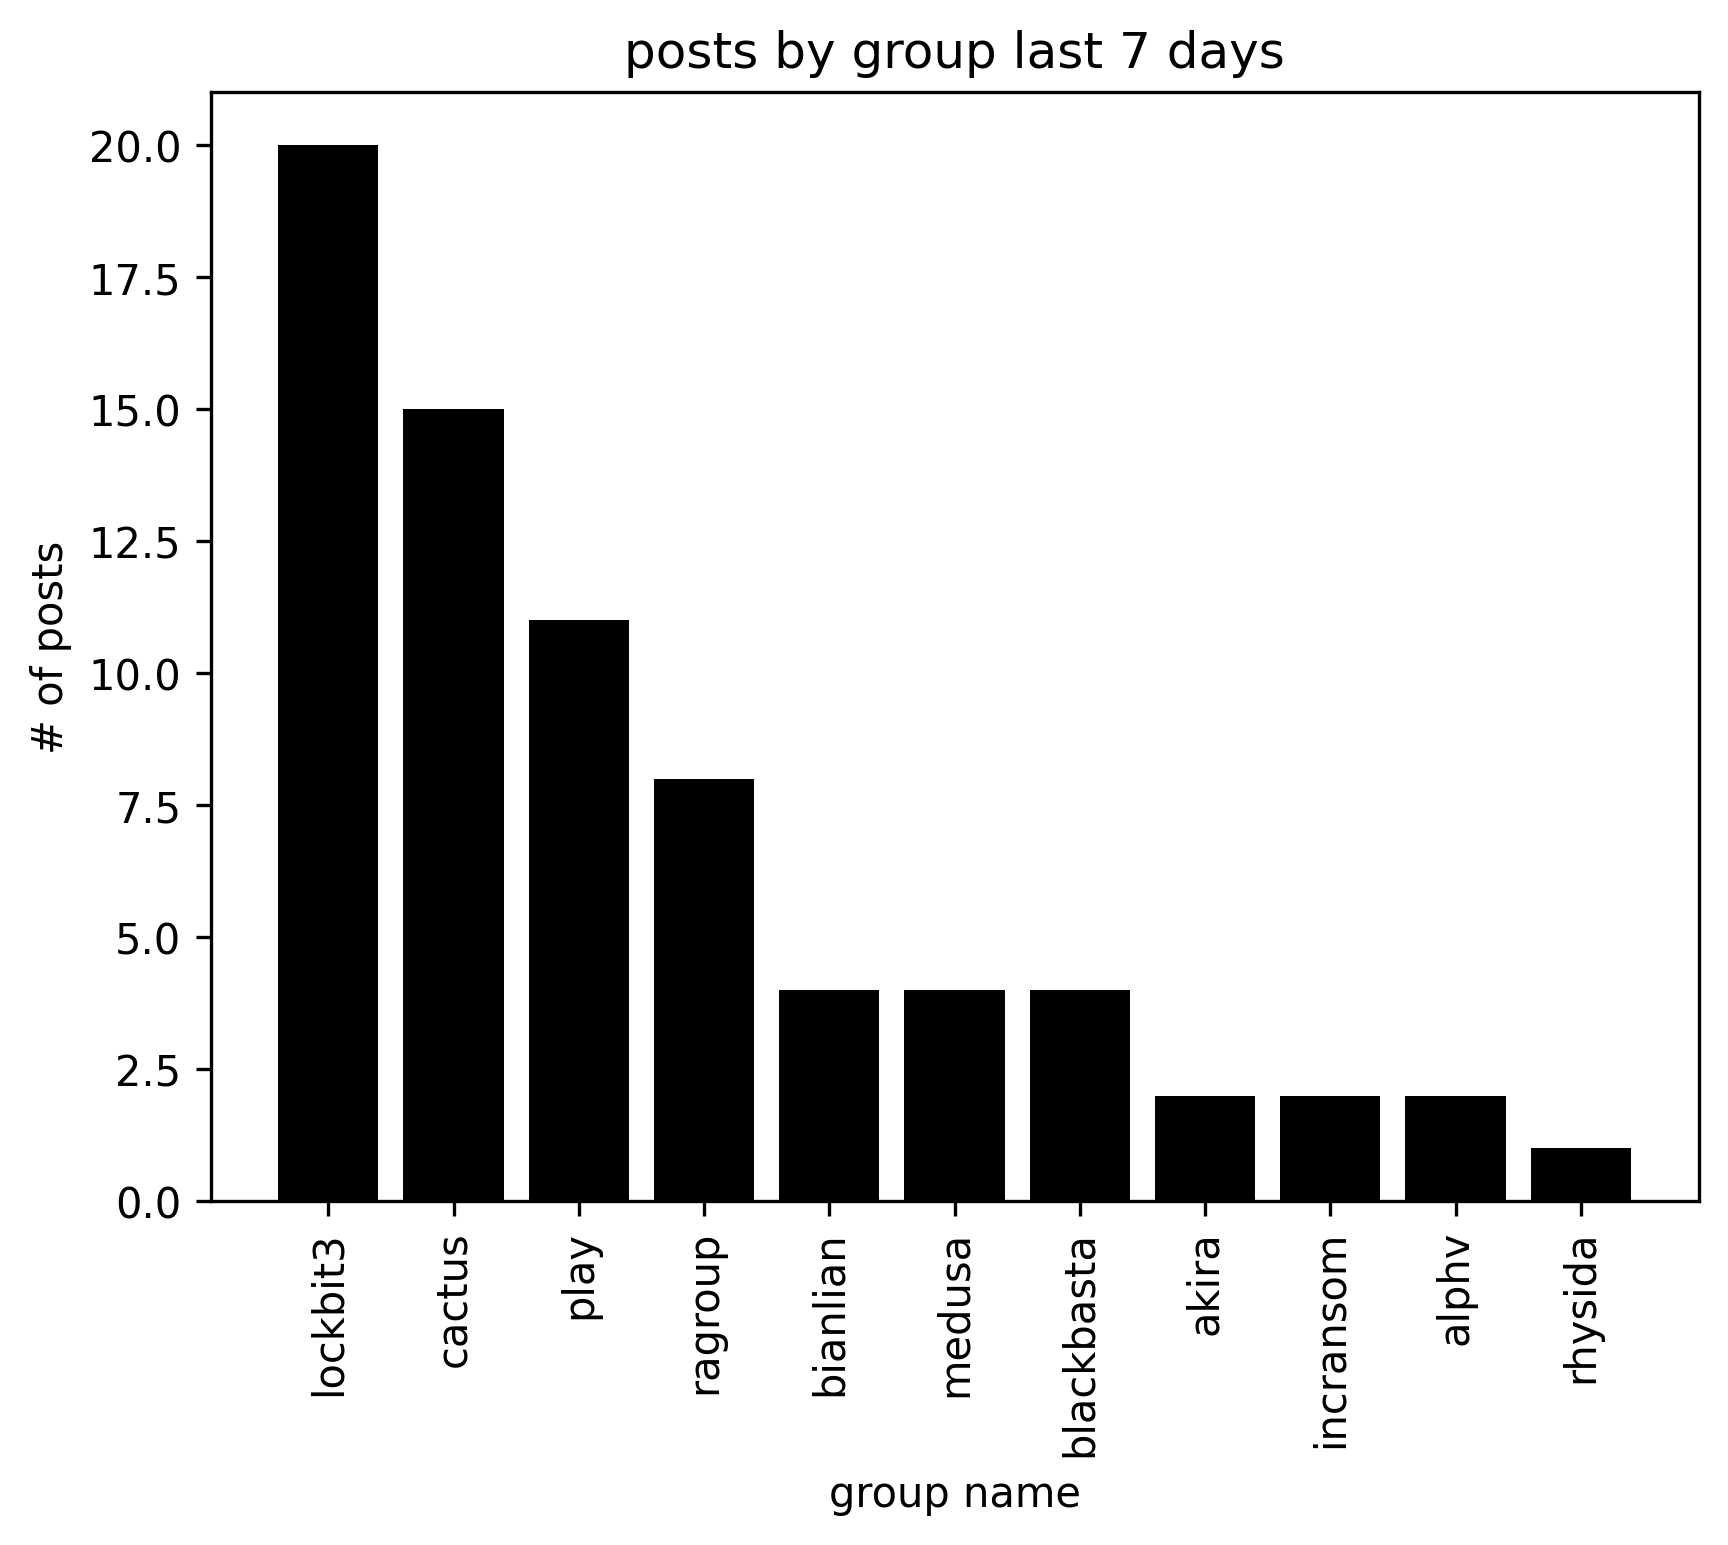 posts by group last 7 days
20.0
17.5
15.0
12.5
10.0
7.5
5.0
2.5
0.0
# of posts
lockbit3
cactus
play
ragroup
bianlian
medusa
blackbasta
akira
incransom
alphv
rhysida
group name